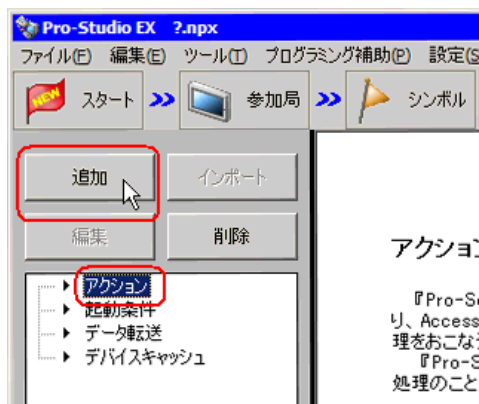 Pro-Studio EX ?.npx
ファイル(F) 編集(E) ツール(T) プログラミング補助(P) 設定(S
NEW スタート 参加局 シンボル
追加 インポート
編集 削除
アクション
起動条件
データ転送
デバイスキャッシュ
アクション
『Pro-S
り、Access
理をおこな
『Pro-S
処理のこと